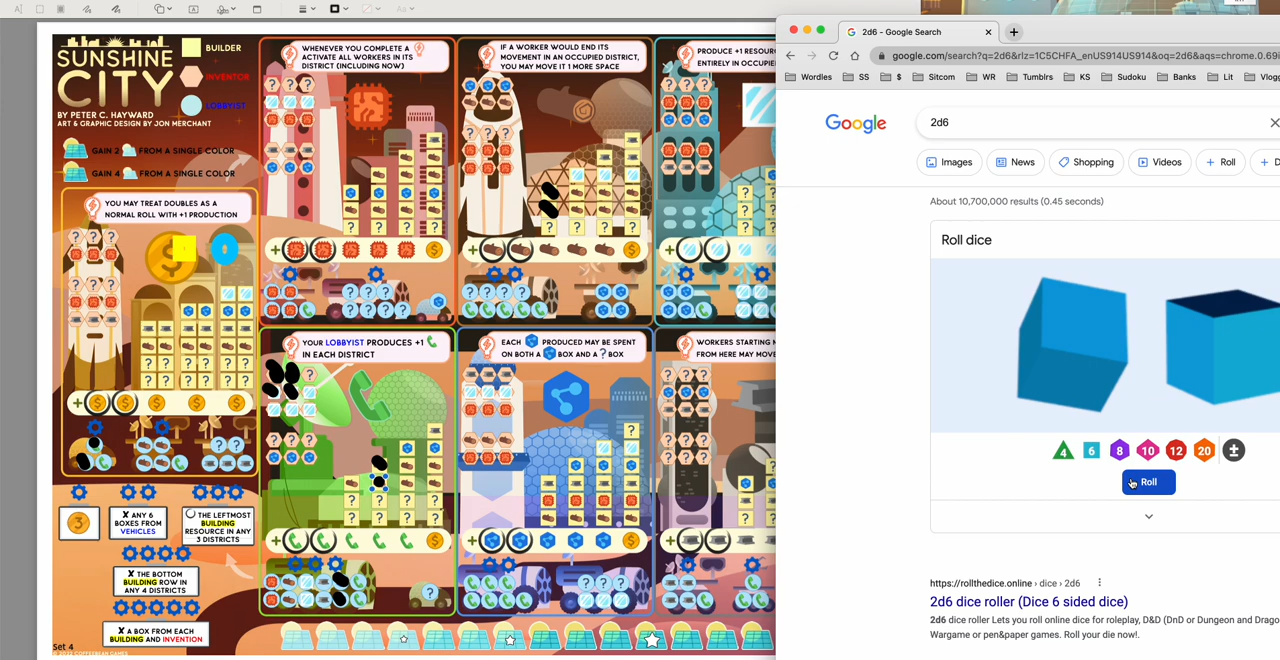 SUNSHINE
CITY
BY PETER C. HAYWARD
ART & GRAPHIC DESIGN BY JON MERCHANT
BUILDER
INVENTOR
LOBBYIST
GAIN 2 FROM A SINGLE COLOR
GAIN 4 FROM A SINGLE COLOR
YOU MAY TREAT DOUBLES AS A
NORMAL ROLL WITH +1 PRODUCTION
WHENEVER YOU COMPLETE A
ACTIVATE ALL WORKERS IN ITS
DISTRICT (INCLUDING NOW)
IF A WORKER WOULD END ITS
MOVEMENT IN AN OCCUPIED DISTRICT,
YOU MAY MOVE IT 1 MORE SPACE
PRODUCE +1 RESOUR
ENTIRELY IN OCCUPIE
YOUR LOBBYIST PRODUCES +1
IN EACH DISTRICT
EACH PRODUCED MAY BE SPENT
ON BOTH A BOX AND A ? BOX
WORKERS STARTING
FROM HERE MAY MOVE
3
X ANY 6
BOXES FROM
VEHICLES
THE LEFTMOST
BUILDING
RESOURCE IN ANY
3 DISTRICTS
X THE BOTTOM
BUILDING ROW IN
ANY 4 DISTRICTS
X A BOX FROM EACH
BUILDING AND INVENTION
Set 4
2d6 - Google Search
google.com/search?q=2d6&rlz=1C5CHFA_enUS914US914&oq=2d6&aqs=chrome.0.69i
Wordles SS $ Sitcom WR Tumblrs KS Sudoku Banks Lit Vlog
Google
2d6
Images News Shopping Videos + Roll + D
About 10,700,000 results (0.45 seconds)
Roll dice
4 6 8 10 12 20 ±
Roll
https://rollthedice.online › dice › 2d6
2d6 dice roller (Dice 6 sided dice)
2d6 dice roller Lets you roll online dice for roleplay, D&D (DnD or Dungeon and Drago
Wargame or pen&paper games. Roll your die now!.